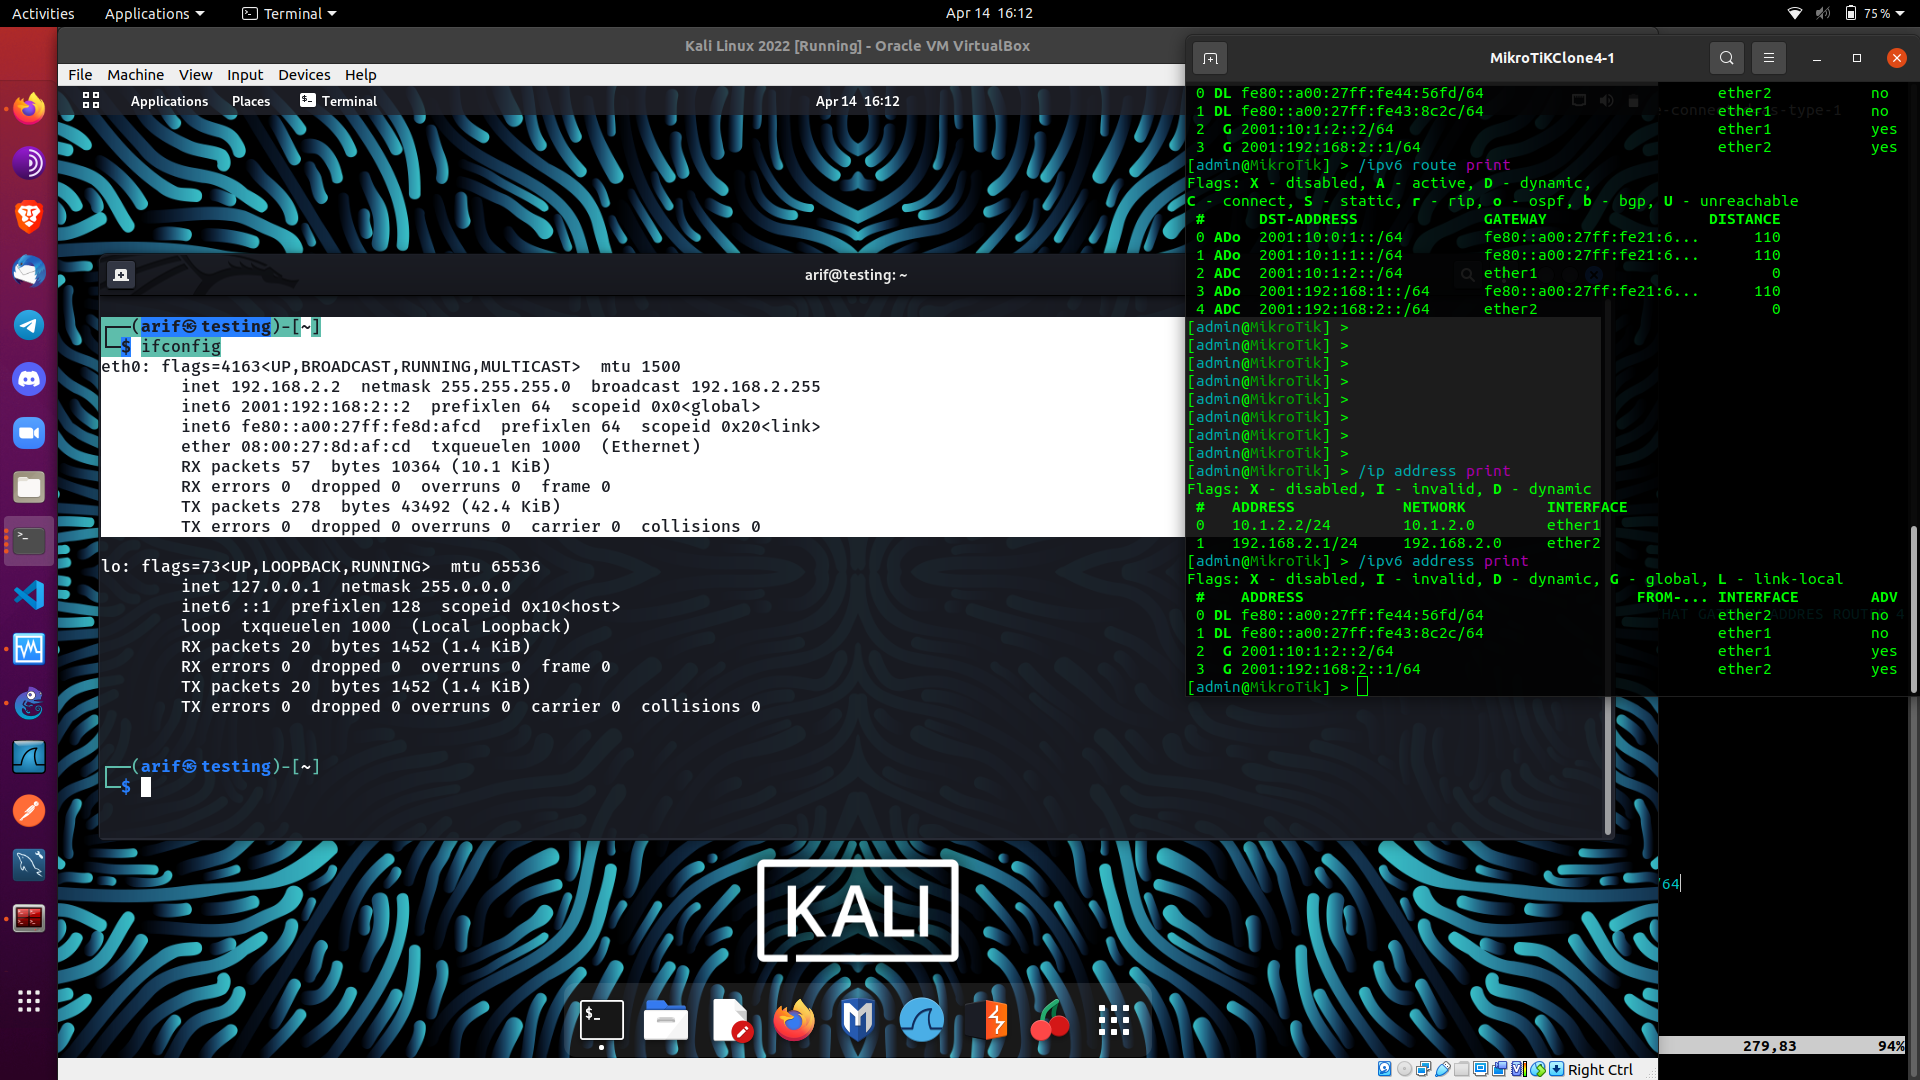 Activities Applications Terminal Apr 14 16:12 75%
Kali Linux 2022 [Running] - Oracle VM VirtualBox
File Machine View Input Devices Help
Applications Places Terminal Apr 14 16:12
arif@testing: ~
┌──(arif㉿testing)-[~]
└─$ ifconfig
eth0: flags=4163<UP,BROADCAST,RUNNING,MULTICAST>  mtu 1500
inet 192.168.2.2  netmask 255.255.255.0  broadcast 192.168.2.255
inet6 2001:192:168:2::2  prefixlen 64  scopeid 0x0<global>
inet6 fe80::a00:27ff:fe8d:afcd  prefixlen 64  scopeid 0x20<link>
ether 08:00:27:8d:af:cd  txqueuelen 1000  (Ethernet)
RX packets 57  bytes 10364 (10.1 KiB)
RX errors 0  dropped 0  overruns 0  frame 0
TX packets 278  bytes 43492 (42.4 KiB)
TX errors 0  dropped 0 overruns 0  carrier 0  collisions 0
lo: flags=73<UP,LOOPBACK,RUNNING>  mtu 65536
inet 127.0.0.1  netmask 255.0.0.0
inet6 ::1  prefixlen 128  scopeid 0x10<host>
loop  txqueuelen 1000  (Local Loopback)
RX packets 20  bytes 1452 (1.4 KiB)
RX errors 0  dropped 0  overruns 0  frame 0
TX packets 20  bytes 1452 (1.4 KiB)
TX errors 0  dropped 0 overruns 0  carrier 0  collisions 0
┌──(arif㉿testing)-[~]
└─$
KALI
Right Ctrl
MikroTiKClone4-1
0 DL fe80::a00:27ff:fe44:56fd/64 ether2 no
1 DL fe80::a00:27ff:fe43:8c2c/64 ether1 no
2 G 2001:10:1:2::2/64 ether1 yes
3 G 2001:192:168:2::1/64 ether2 yes
[admin@MikroTik] > /ipv6 route print
Flags: X - disabled, A - active, D - dynamic,
C - connect, S - static, r - rip, o - ospf, b - bgp, U - unreachable
# DST-ADDRESS GATEWAY DISTANCE
0 ADo 2001:10:0:1::/64 fe80::a00:27ff:fe21:6... 110
1 ADo 2001:10:1:1::/64 fe80::a00:27ff:fe21:6... 110
2 ADC 2001:10:1:2::/64 ether1 0
3 ADo 2001:192:168:1::/64 fe80::a00:27ff:fe21:6... 110
4 ADC 2001:192:168:2::/64 ether2 0
[admin@MikroTik] >
[admin@MikroTik] >
[admin@MikroTik] >
[admin@MikroTik] >
[admin@MikroTik] >
[admin@MikroTik] >
[admin@MikroTik] >
[admin@MikroTik] >
[admin@MikroTik] > /ip address print
Flags: X - disabled, I - invalid, D - dynamic
# ADDRESS NETWORK INTERFACE
0 10.1.2.2/24 10.1.2.0 ether1
1 192.168.2.1/24 192.168.2.0 ether2
[admin@MikroTik] > /ipv6 address print
Flags: X - disabled, I - invalid, D - dynamic, G - global, L - link-local
# ADDRESS FROM-... INTERFACE ADV
0 DL fe80::a00:27ff:fe44:56fd/64 ether2 no
1 DL fe80::a00:27ff:fe43:8c2c/64 ether1 no
2 G 2001:10:1:2::2/64 ether1 yes
3 G 2001:192:168:2::1/64 ether2 yes
[admin@MikroTik] >
/64
279,83 94%